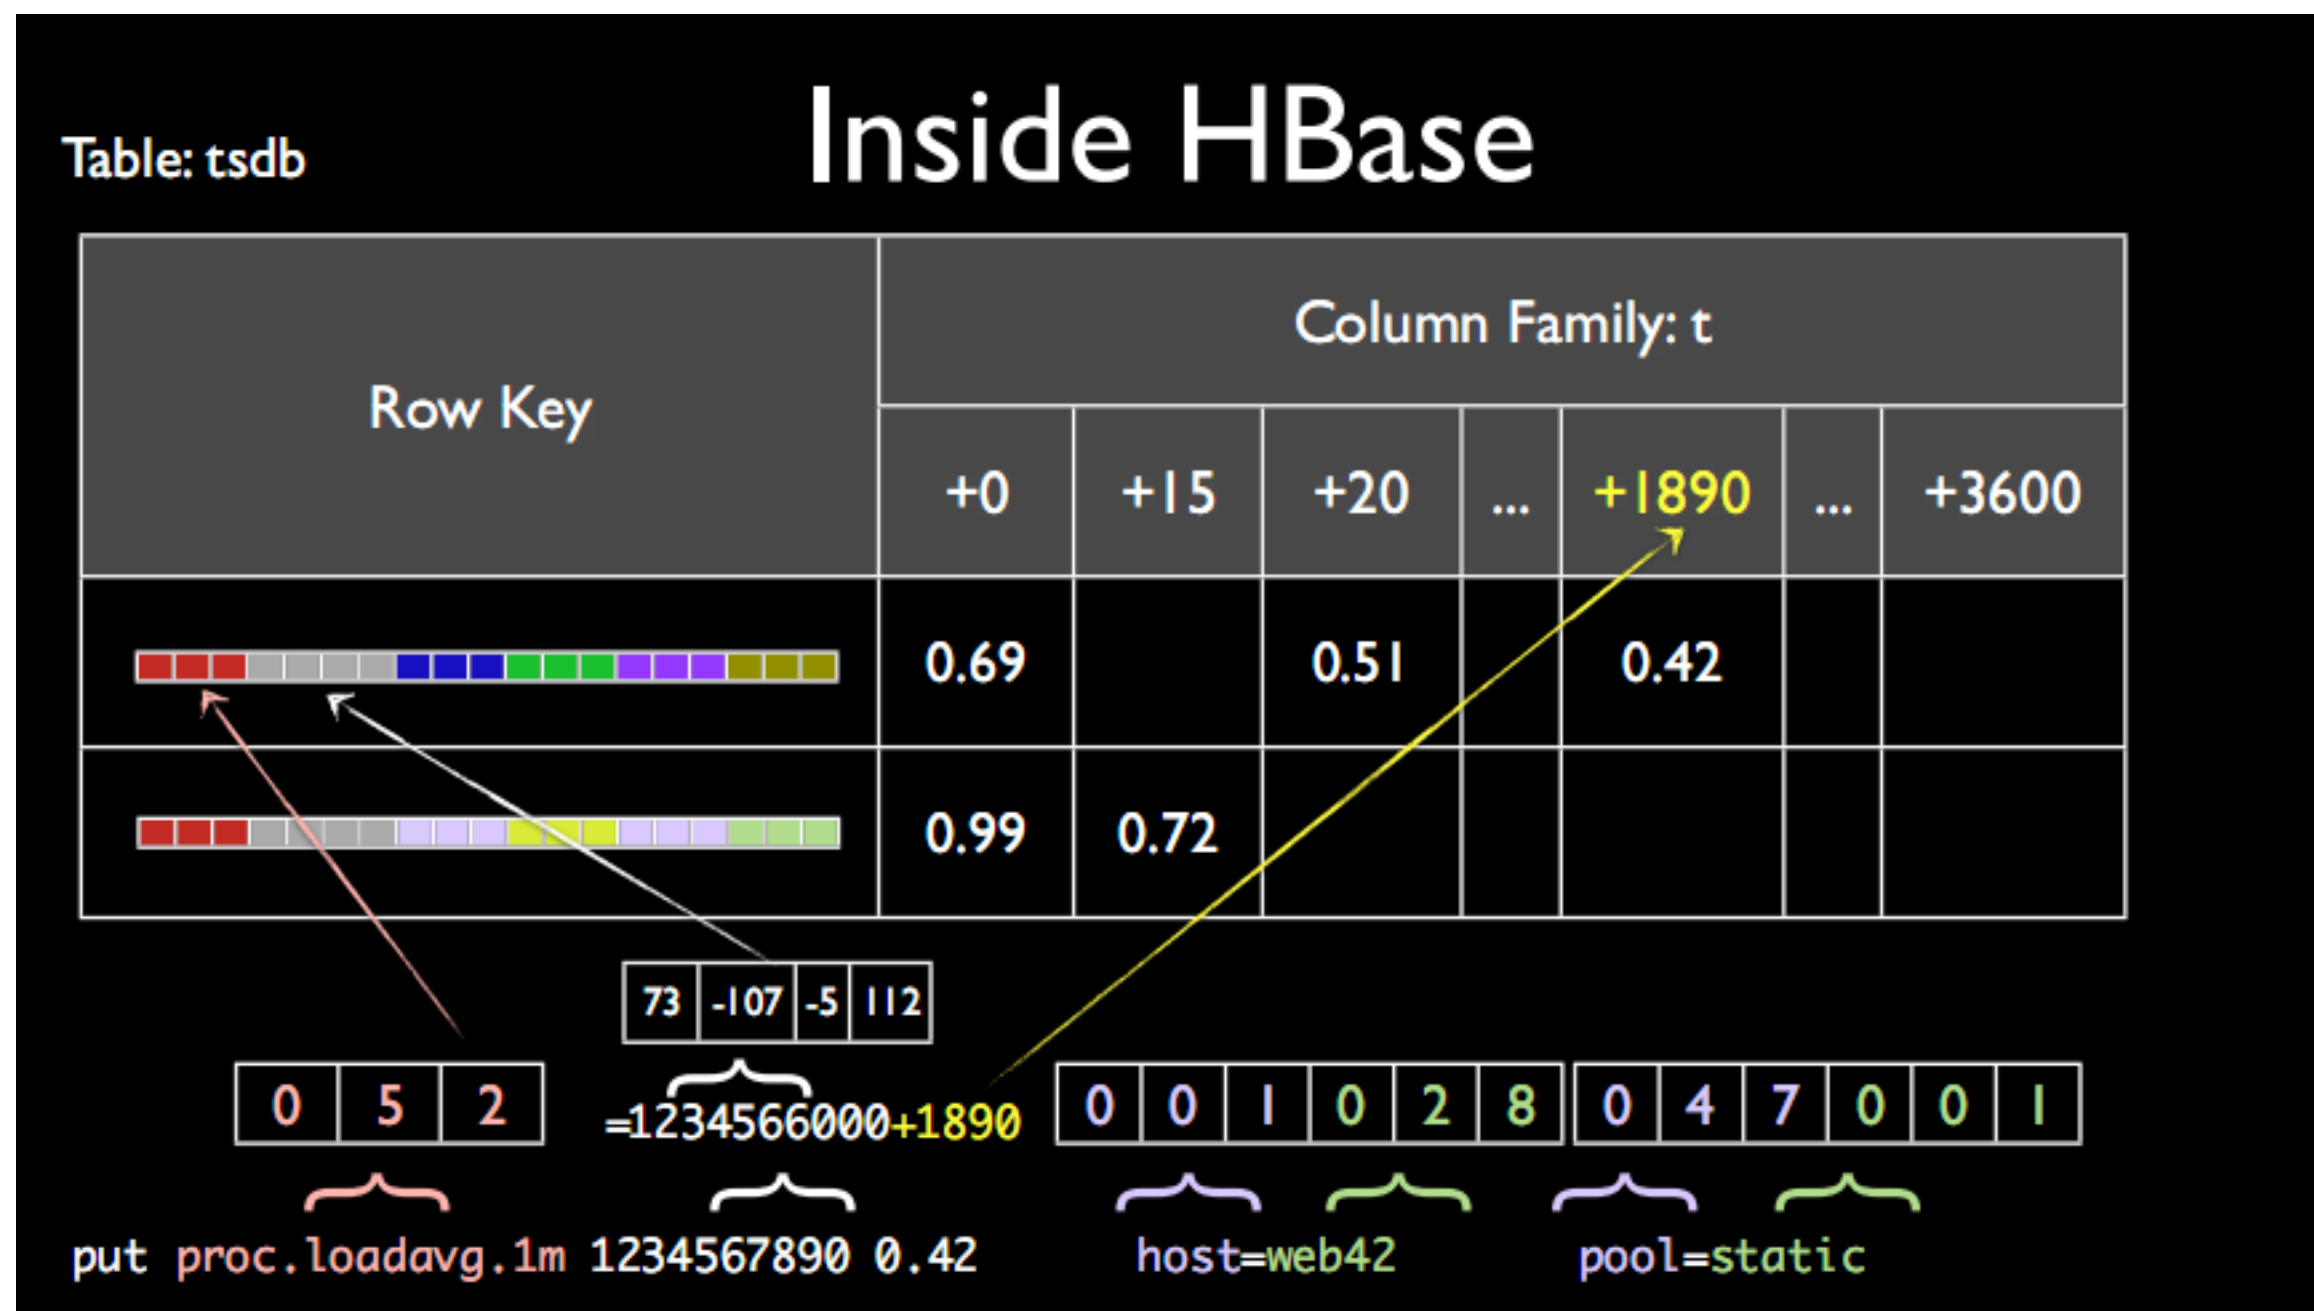 Inside HBase
Table: tsdb
Row Key
Column Family: t
+0 +15 +20 ... +1890 ... +3600
0.69 0.51 0.42
0.99 0.72
73 -107 -5 112
0 5 2 =1234566000+1890 0 0 1 0 2 8 0 4 7 0 0 1
put proc.loadavg.1m 1234567890 0.42 host=web42 pool=static